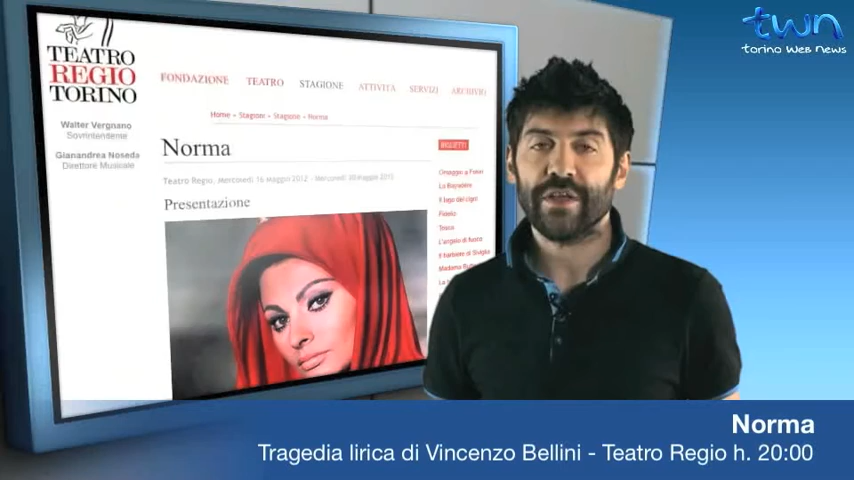 twn
torino web news
TEATRO
REGIO
TORINO
Walter Vergnano
Sovrintendente
Gianandrea Noseda
Direttore Musicale
FONDAZIONE TEATRO STAGIONE ATTIVITÀ SERVIZI ARCHIVIO
Home • Stagioni • Stagione • Norma
Norma
Teatro Regio, Mercoledì 16 Maggio 2012 - Mercoledì 30 Maggio 2012
Presentazione
BIGLIETTI
La Bayadère
Il lago dei cigni
Fidelio
Tosca
L'angelo di fuoco
Il barbiere di Siviglia
Madama
Norma
Tragedia lirica di Vincenzo Bellini - Teatro Regio h. 20:00